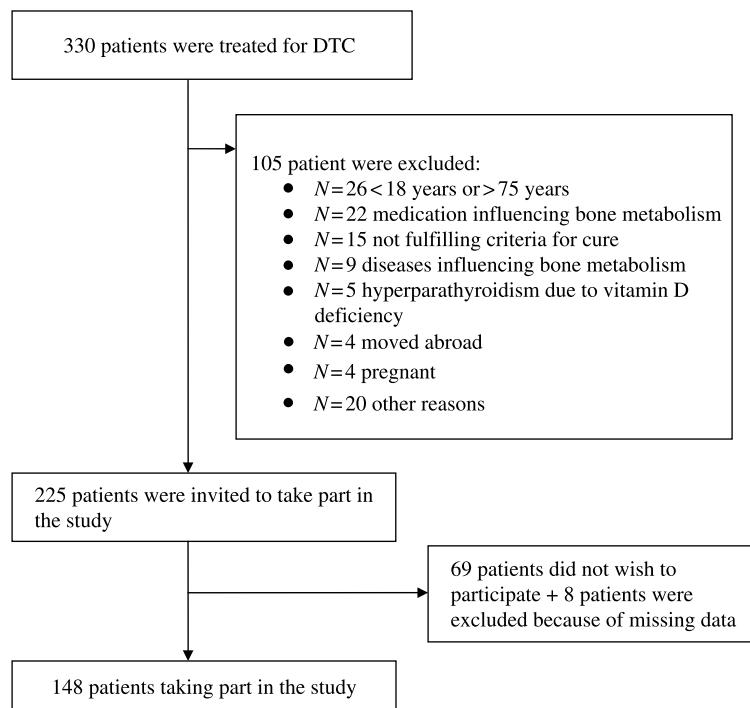 330 patients were treated for DTC
105 patient were excluded:
● N=26<18 years or>75 years
● N=22 medication influencing bone metabolism
● N=15 not fulfilling criteria for cure
● N=9 diseases influencing bone metabolism
● N=5 hyperparathyroidism due to vitamin D
deficiency
● N=4 moved abroad
● N=4 pregnant
● N=20 other reasons
225 patients were invited to take part in
the study
69 patients did not wish to
participate + 8 patients were
excluded because of missing data
148 patients taking part in the study